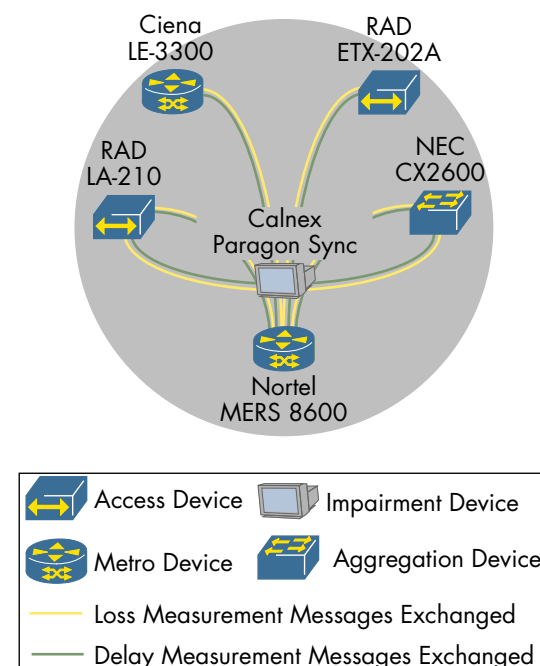 Ciena
LE-3300
RAD
ETX-202A
RAD
LA-210
NEC
CX2600
Calnex
Paragon Sync
Nortel
MERS 8600
Access Device
Impairment Device
Metro Device
Aggregation Device
Loss Measurement Messages Exchanged
Delay Measurement Messages Exchanged